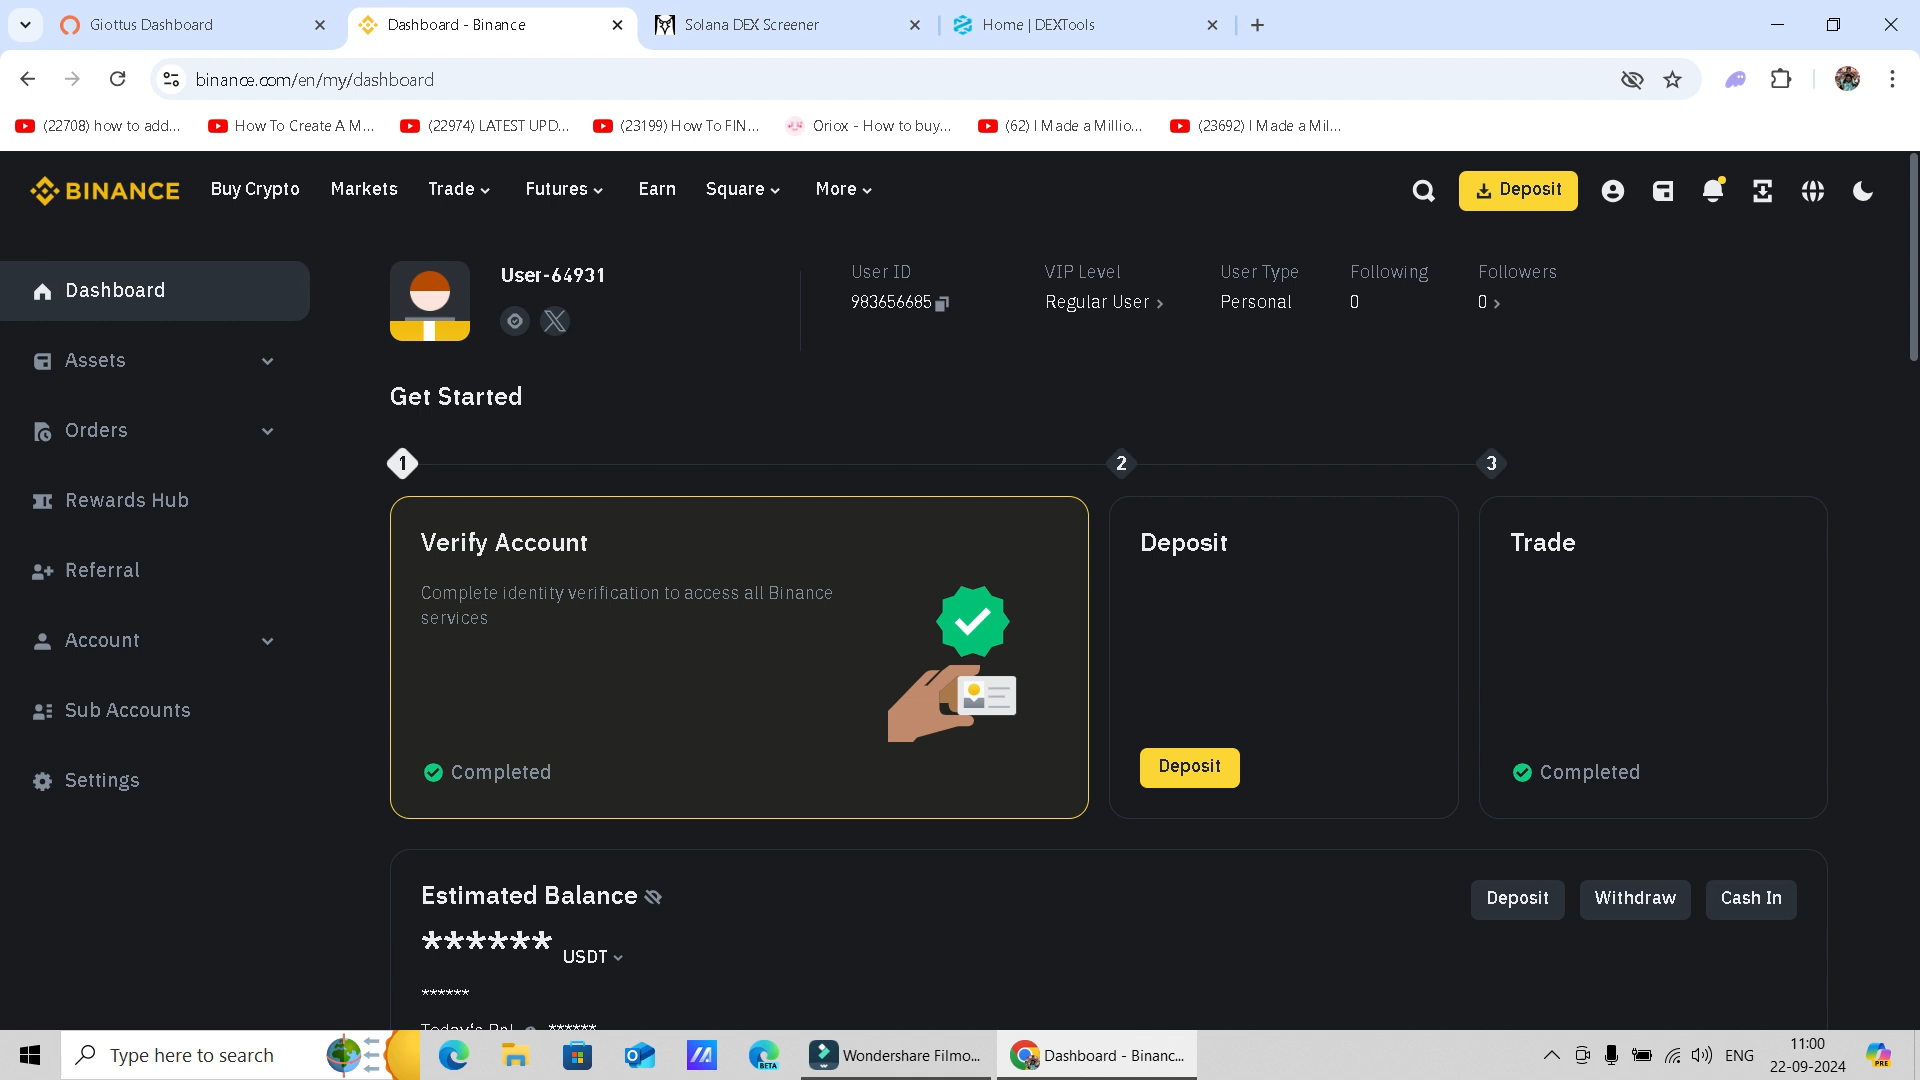 Giottus Dashboard
Dashboard - Binance
Solana DEX Screener
Home | DEXTools
binance.com/en/my/dashboard
(22708) how to add...
How To Create A M...
(22974) LATEST UPD...
(23199) How To FIN...
Oriox - How to buy...
(62) I Made a Millio...
(23692) I Made a Mil...
BINANCE
Buy Crypto
Markets
Trade
Futures
Earn
Square
More
Deposit
Dashboard
Assets
Orders
Rewards Hub
Referral
Account
Sub Accounts
Settings
User-64931
User ID
983656685
VIP Level
Regular User
User Type
Personal
Following
0
Followers
0
Get Started
1
2
3
Verify Account
Complete identity verification to access all Binance
services
Completed
Deposit
Deposit
Trade
Completed
Estimated Balance
Deposit
Withdraw
Cash In
****** USDT
******
Today's PnL ******
Type here to search
BETA
Wondershare Filmo...
Dashboard - Binanc...
ENG
11:00
22-09-2024
PRE